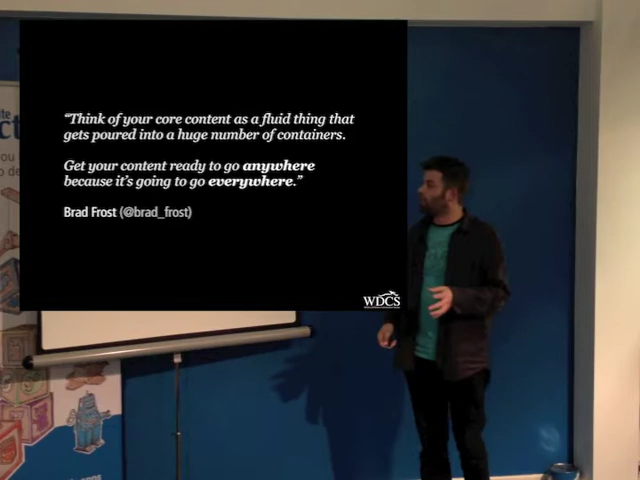 “Think of your core content as a fluid thing that
gets poured into a huge number of containers.
Get your content ready to go anywhere
because it’s going to go everywhere.”
Brad Frost (@brad_frost)
WDCS